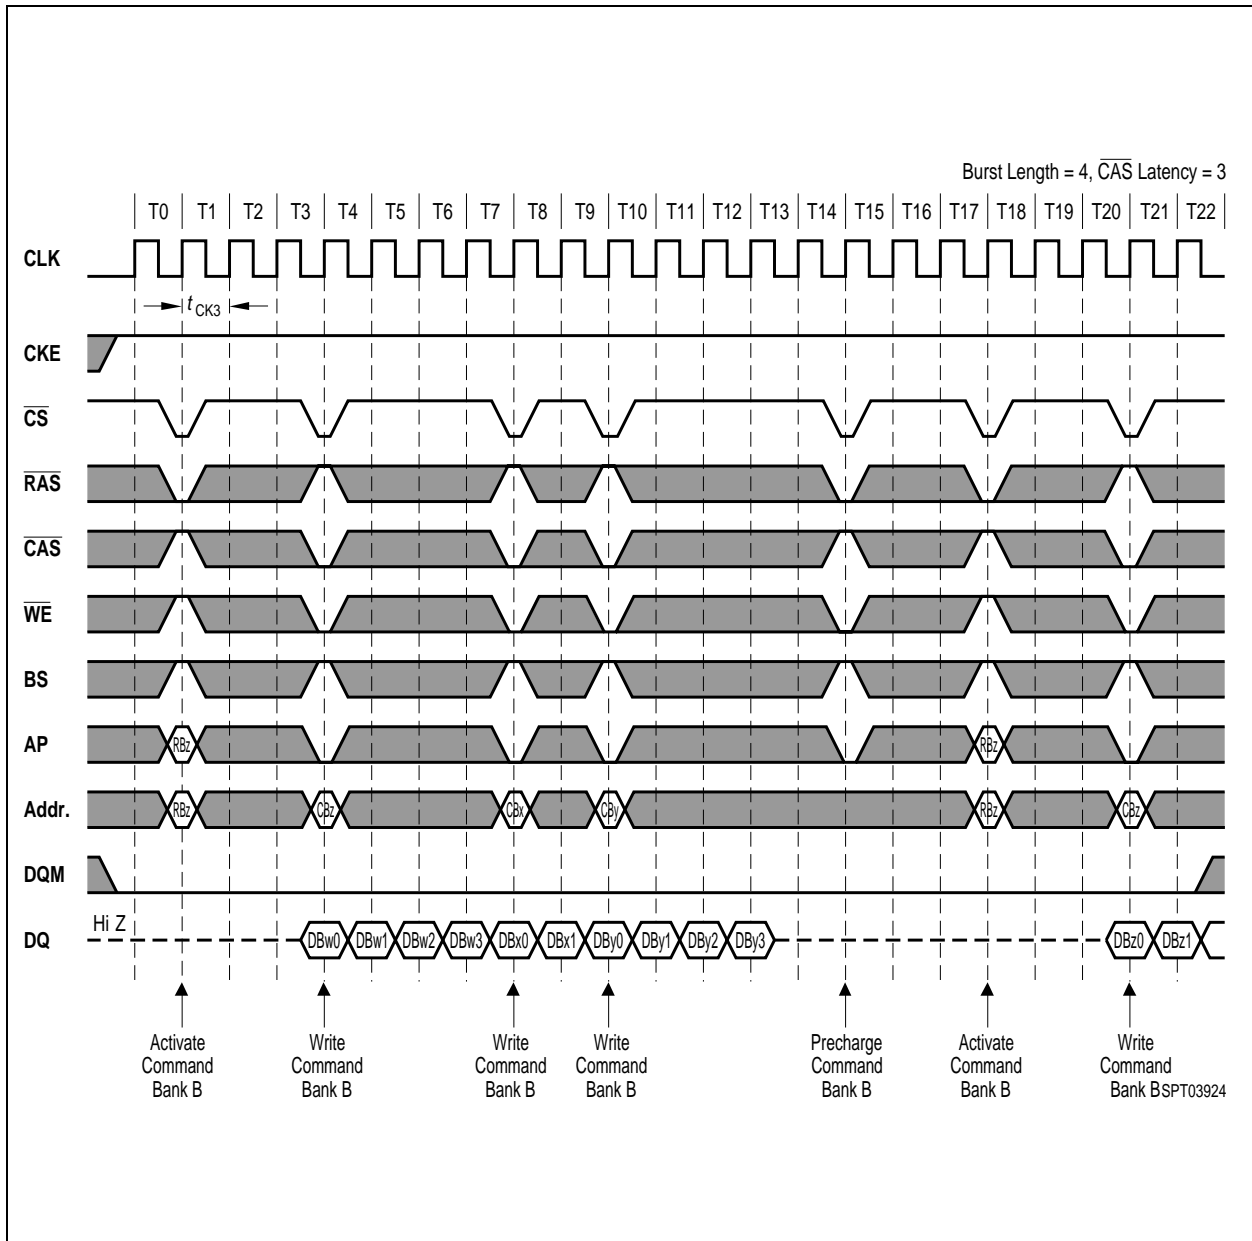 Burst Length = 4, CAS Latency = 3
T0 T1 T2 T3 T4 T5 T6 T7 T8 T9 T10 T11 T12 T13 T14 T15 T16 T17 T18 T19 T20 T21 T22
CLK
t CK3
CKE
CS
RAS
CAS
WE
BS
AP RBz RBz
Addr. RBz CBz CBx CBy RBz CBz
DQM
Hi Z
DQ DBw0 DBw1 DBw2 DBw3 DBx0 DBx1 DBy0 DBy1 DBy2 DBy3 DBz0 DBz1
Activate Write Write Write Precharge Activate Write
Command Command Command Command Command Command Command
Bank B Bank B Bank B Bank B Bank B Bank B Bank B SPT03924